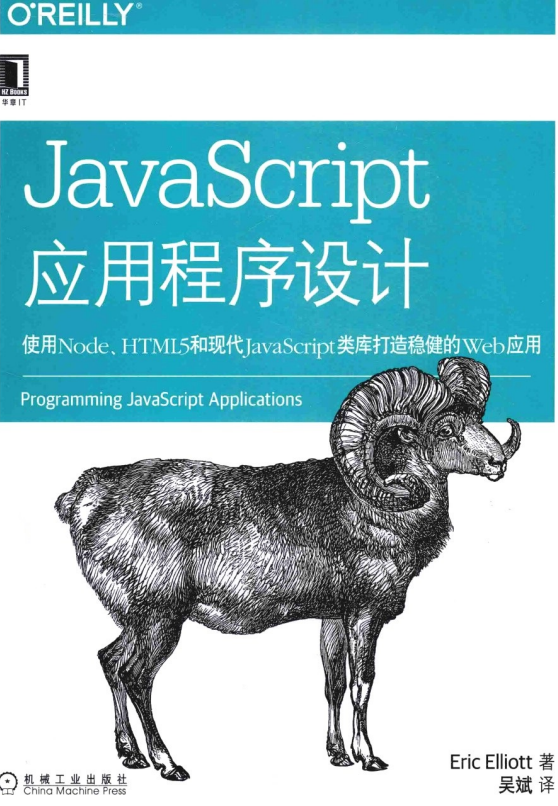 O'REILLY®
HZ BOOKS
华章IT
JavaScript
应用程序设计
使用Node、HTML5和现代JavaScript类库打造稳健的Web应用
Programming JavaScript Applications
Eric Elliott 著
吴斌 译
机械工业出版社
China Machine Press